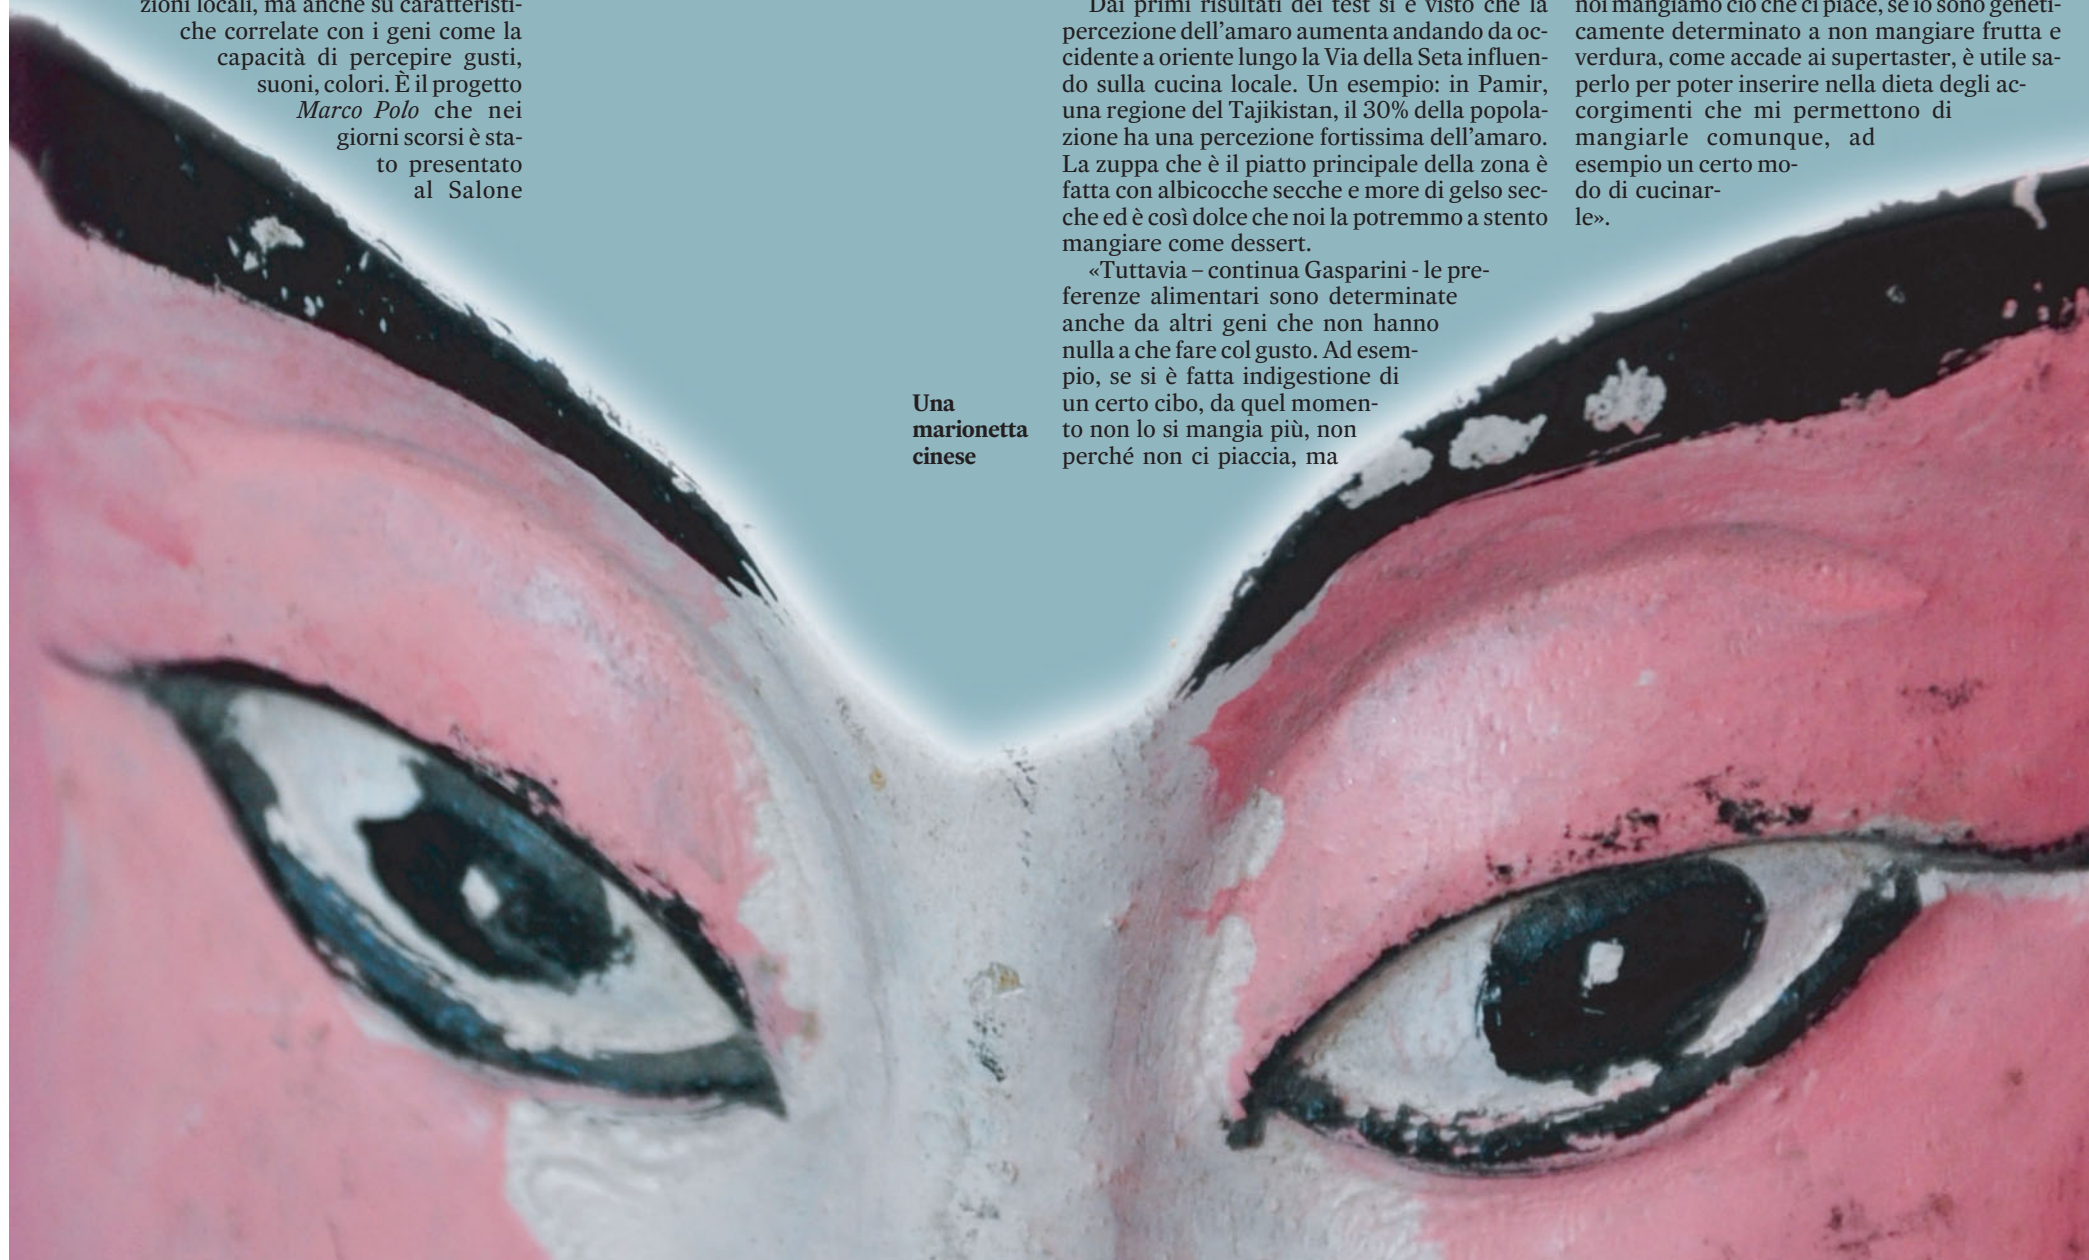 zioni locali, ma anche su caratteristi-
che correlate con i geni come la
capacità di percepire gusti,
suoni, colori. È il progetto
Marco Polo che nei
giorni scorsi è sta-
to presentato
al Salone
Una
marionetta
cinese
Dai primi risultati dei test si è visto che la
percezione dell’amaro aumenta andando da oc-
cidente a oriente lungo la Via della Seta influen-
do sulla cucina locale. Un esempio: in Pamir,
una regione del Tajikistan, il 30% della popola-
zione ha una percezione fortissima dell’amaro.
La zuppa che è il piatto principale della zona è
fatta con albicocche secche e more di gelso sec-
che ed è così dolce che noi la potremmo a stento
mangiare come dessert.
«Tuttavia – continua Gasparini - le pre-
ferenze alimentari sono determinate
anche da altri geni che non hanno
nulla a che fare col gusto. Ad esem-
pio, se si è fatta indigestione di
un certo cibo, da quel momen-
to non lo si mangia più, non
perché non ci piaccia, ma
noi mangiamo ciò che ci piace, se io sono geneti-
camente determinato a non mangiare frutta e
verdura, come accade ai supertaster, è utile sa-
perlo per poter inserire nella dieta degli ac-
corgimenti che mi permettono di
mangiarle comunque, ad
esempio un certo mo-
do di cucinar-
le».